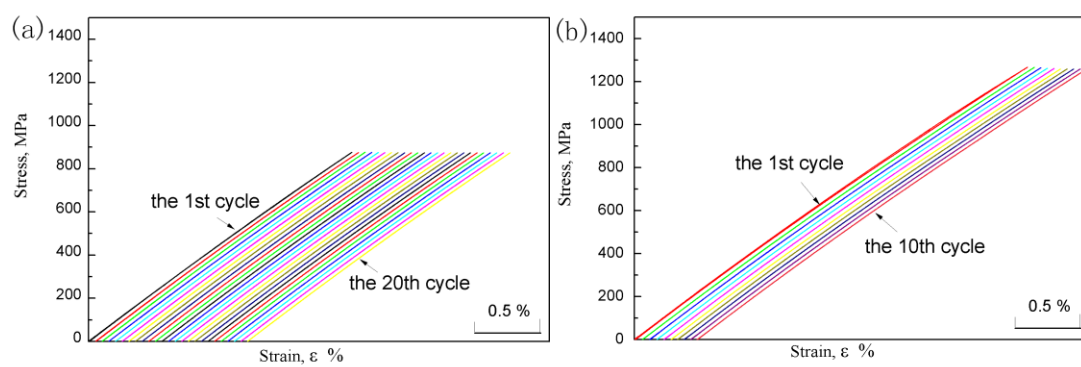 (a)
1400
1200
1000
800
600
400
200
0
Stress, MPa
the 1st cycle
the 20th cycle
0.5 %
Strain, ε %
(b)
1400
1200
1000
800
600
400
200
0
Stress, MPa
the 1st cycle
the 10th cycle
0.5 %
Strain, ε %